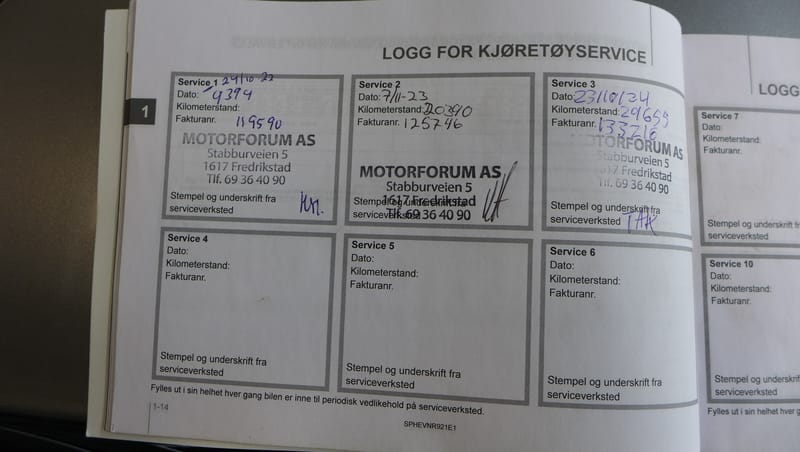 LOGG FOR KJØRETØYSERVICE
1
Service 1 24/10 22
Dato: 9394
Kilometerstand:
Fakturanr. 119590
MOTORFORUM AS
Stabburveien 5
1617 Fredrikstad
Tlf. 69 36 40 90
Stempel og underskrift fra
serviceverksted
Service 2
Dato: 7/11-23
Kilometerstand: 20390
Fakturanr. 125746
MOTORFORUM AS
Stabburveien 5
1617 Fredrikstad
Stempel og underskrift fra
Tlf. 69 36 40 90
serviceverksted
Service 3
Dato: 23/10/24
Kilometerstand: 29659
Fakturanr. 133216
MOTORFORUM AS
Stabburveien 5
1617 Fredrikstad
Tlf. 69 36 40 90
Stempel og underskrift fra
serviceverksted TAK
Service 4
Dato:
Kilometerstand:
Fakturanr.
Stempel og underskrift fra
serviceverksted
Service 5
Dato:
Kilometerstand:
Fakturanr.
Stempel og underskrift fra
serviceverksted
Service 6
Dato:
Kilometerstand:
Fakturanr.
Stempel og underskrift fra
serviceverksted
Fylles ut i sin helhet hver gang bilen er inne til periodisk vedlikehold på serviceverksted.
1-14
SPHEVNR921E1
LOGG
Service 7
Dato:
Kilometerstand:
Fakturanr.
Stempel og underskrif
serviceverksted
Service 10
Dato:
Kilometerstand:
Fakturanr.
Stempel og underskrif
serviceverksted
Fylles ut i sin helhet hver g